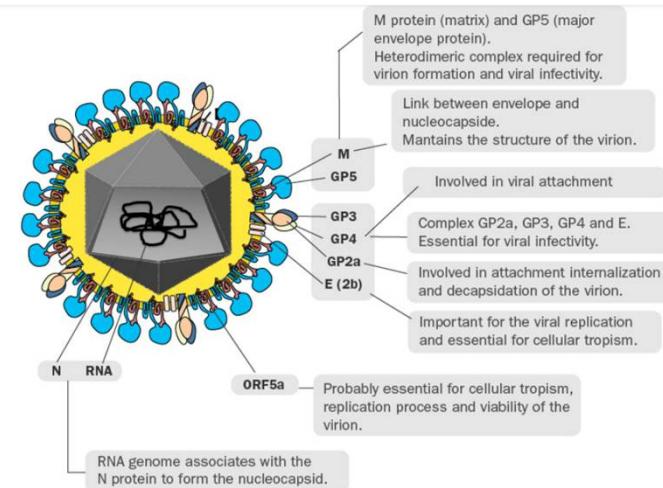 M protein (matrix) and GP5 (major
envelope protein).
Heterodimeric complex required for
virion formation and viral infectivity.
Link between envelope and
nucleocapside.
Mantains the structure of the virion.
M
GP5
Involved in viral attachment
GP3
GP4
GP2a
E (2b)
Complex GP2a, GP3, GP4 and E.
Essential for viral infectivity.
Involved in attachment internalization
and decapsidation of the virion.
Important for the viral replication
and essential for cellular tropism.
N RNA
ORF5a
Probably essential for cellular tropism,
replication process and viability of the
virion.
RNA genome associates with the
N protein to form the nucleocapsid.